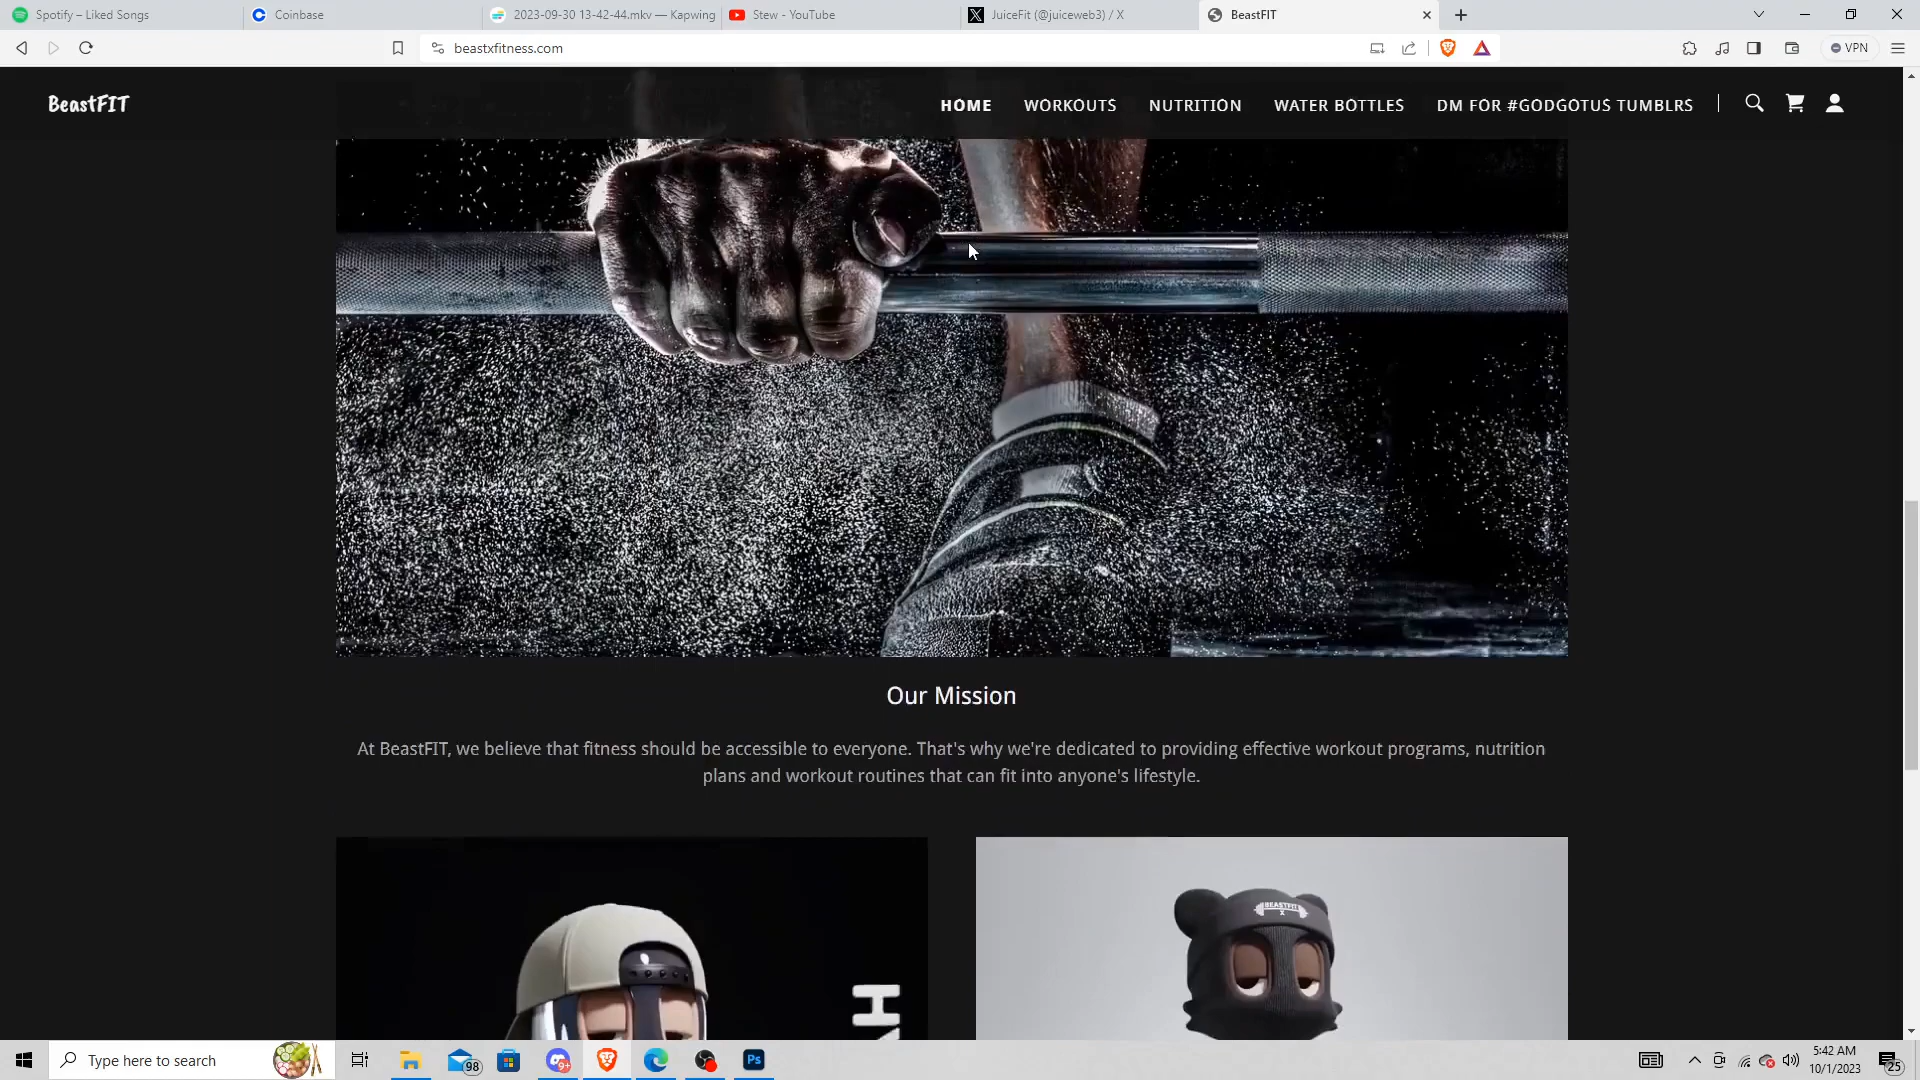 Spotify – Liked Songs
Coinbase
2023-09-30 13-42-44.mkv — Kapwing
Stew - YouTube
JuiceFit (@juiceweb3) / X
BeastFIT
beastxfitness.com
VPN
BeastFIT
HOME
WORKOUTS
NUTRITION
WATER BOTTLES
DM FOR #GODGOTUS TUMBLRS
Our Mission
At BeastFIT, we believe that fitness should be accessible to everyone. That's why we're dedicated to providing effective workout programs, nutrition
plans and workout routines that can fit into anyone's lifestyle.
BEASTFIT
X
H
Type here to search
98
9+
Ps
5:42 AM
10/1/2023
25